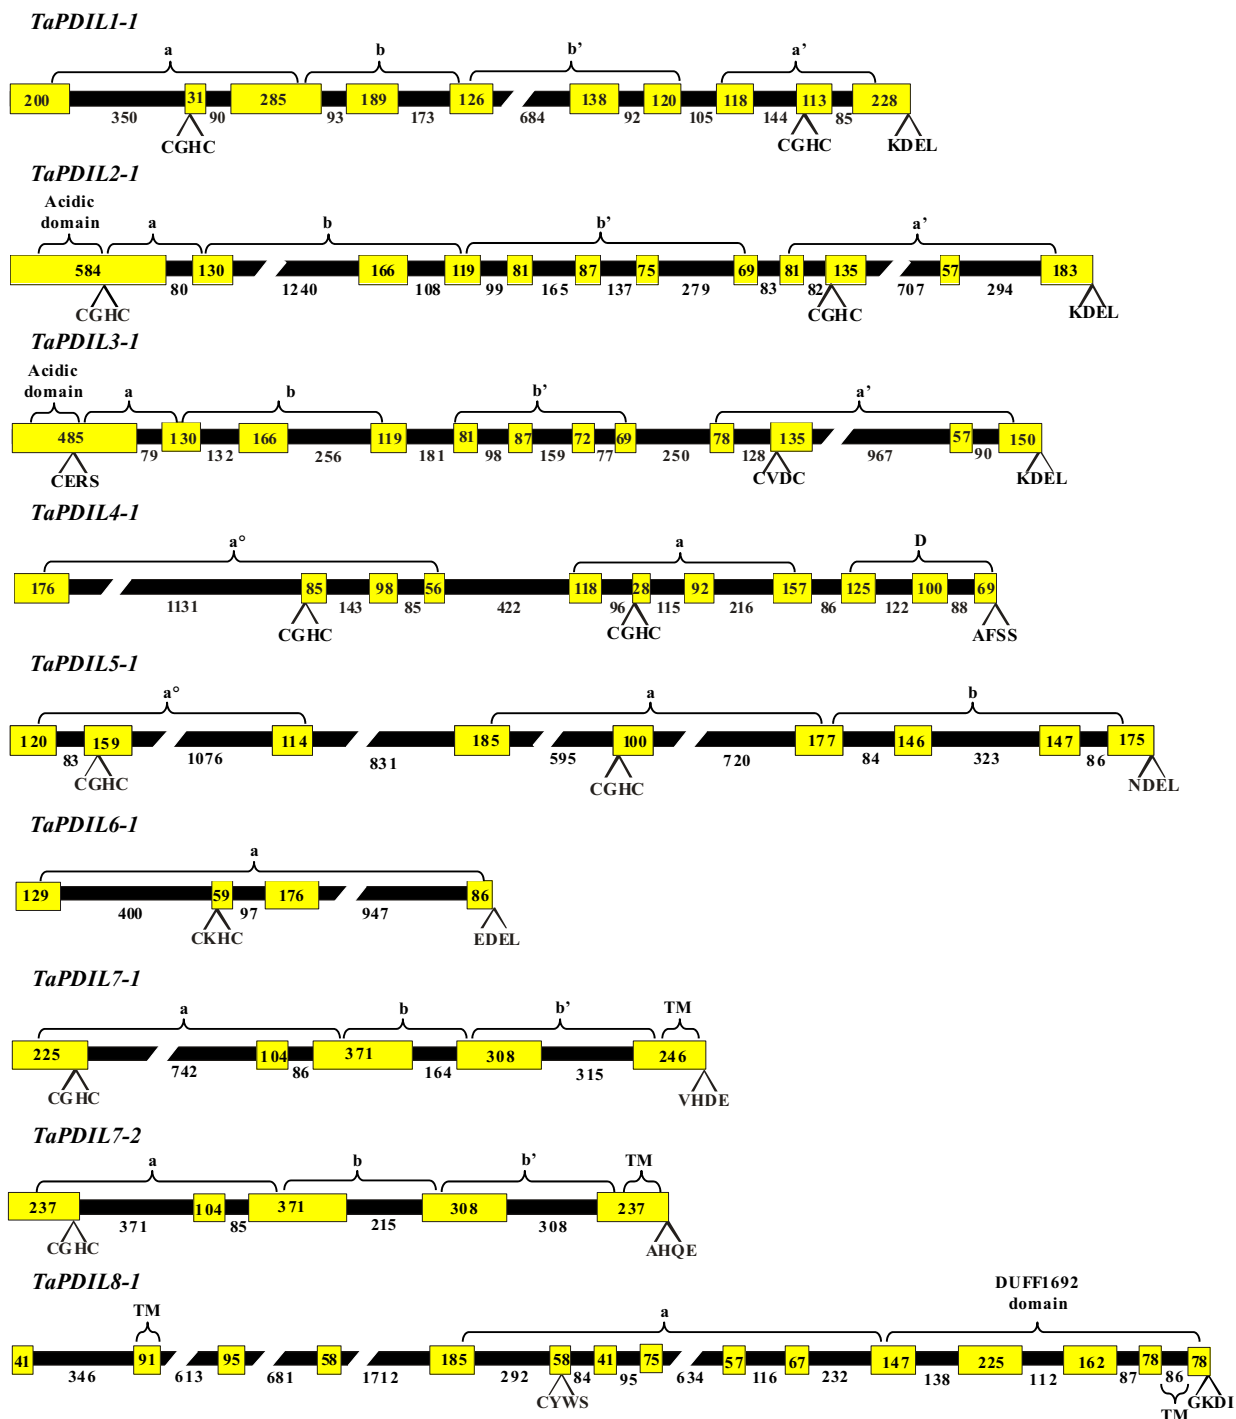 TaPDIL1-1
a b b’ a’
200 31 285 189 126 138 120 118 113 228
350 90 93 173 684 92 105 144 85
CGHC CGHC KDEL
TaPDIL2-1
Acidic
domain a b b’ a’
584 130 166 119 81 87 75 69 81 135 57 183
80 1240 108 99 165 137 279 83 82 707 294
CGHC CGHC KDEL
TaPDIL3-1
Acidic
domain a b b’ a’
485 130 166 119 81 87 72 69 78 135 57 150
79 132 256 181 98 159 77 250 128 967 90
CERS CVDC KDEL
TaPDIL4-1
a° a D
176 85 98 56 118 28 92 157 125 100 69
1131 143 85 422 96 115 216 86 122 88
CGHC CGHC AFSS
TaPDIL5-1
a° a b
120 159 114 185 100 177 146 147 175
83 1076 831 595 720 84 323 86
CGHC CGHC NDEL
TaPDIL6-1
a
129 59 176 86
400 97 947
CKHC EDEL
TaPDIL7-1
a b b’ TM
225 104 371 308 246
742 86 164 315
CGHC VHDE
TaPDIL7-2
a b b’ TM
237 104 371 308 237
371 85 215 308
CGHC AHQE
TaPDIL8-1
DUFF1692
domain
TM a
41 91 95 58 185 58 41 75 57 67 147 225 162 78 78
346 613 681 1712 292 84 95 634 116 232 138 112 87 86
CYWS TM GKDI